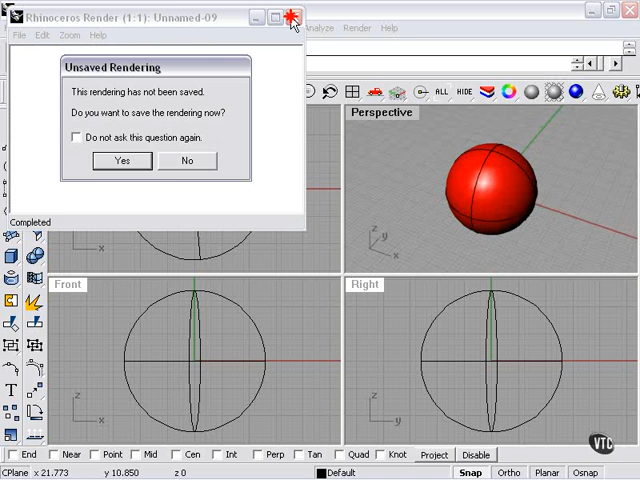 Rhinoceros Render (1:1): Unnamed-09
File Edit Zoom Help
Analyze Render Help
Unsaved Rendering
This rendering has not been saved.
Do you want to save the rendering now?
Do not ask this question again.
Yes No
Completed
ALL HIDE
Perspective
z y x
x
Front
Right
z x
z y
T
VTC
End Near Point Mid Cen Int Perp Tan Quad Knot Project Disable
CPlane x 21.773 y 10.850 z 0 Default Snap Ortho Planar Osnap